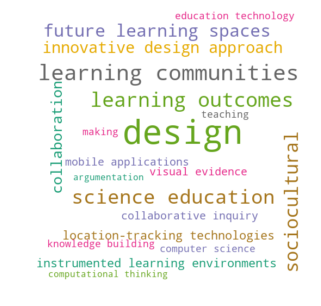 education technology
future learning spaces
innovative design approach
learning communities
collaboration
learning outcomes
teaching
making
design
sociocultural
mobile applications
visual evidence
argumentation
science education
collaborative inquiry
location-tracking technologies
knowledge building
computer science
instrumented learning environments
computational thinking